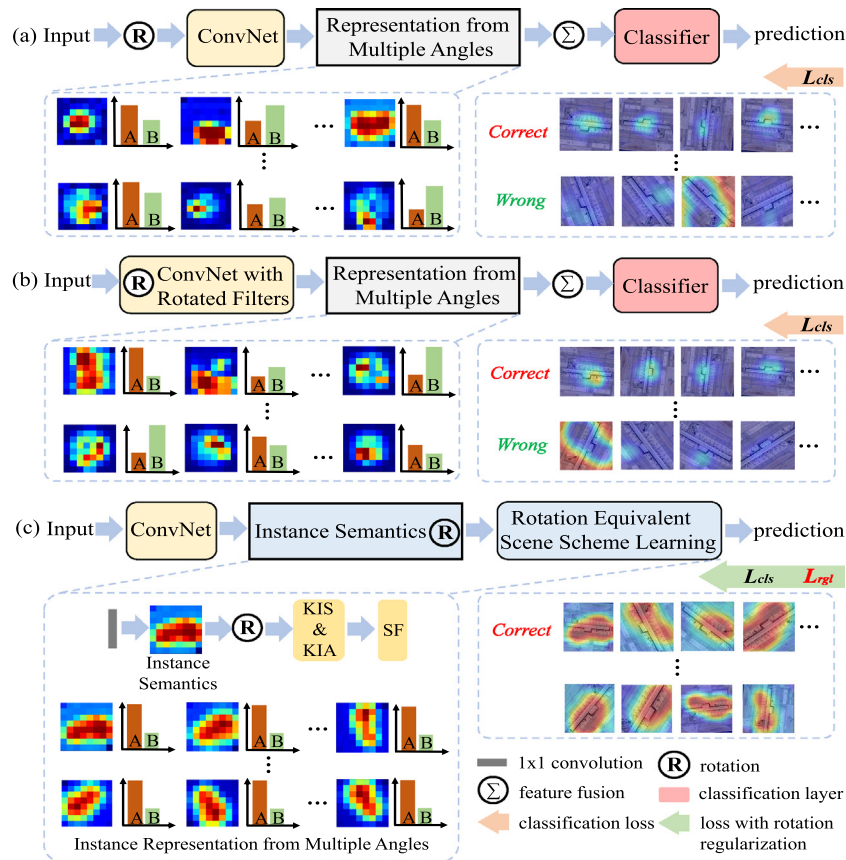 (a) Input
R
ConvNet
Representation from
Multiple Angles
Σ
Classifier
prediction
Lcls
A B A B ... A B
A B A B ... A B
Correct ...
Wrong ...
(b) Input
R ConvNet with
Rotated Filters
Representation from
Multiple Angles
Σ
Classifier
prediction
Lcls
A B A B ... A B
A B A B ... A B
Correct ...
Wrong ...
(c) Input
ConvNet
Instance Semantics R
Rotation Equivalent
Scene Scheme Learning
prediction
Lcls Lrgl
Instance
Semantics
R
KIS
&
KIA
SF
A B A B ... A B
A B A B ... A B
Instance Representation from Multiple Angles
Correct ...
1x1 convolution
R rotation
Σ feature fusion
classification layer
classification loss
loss with rotation
regularization